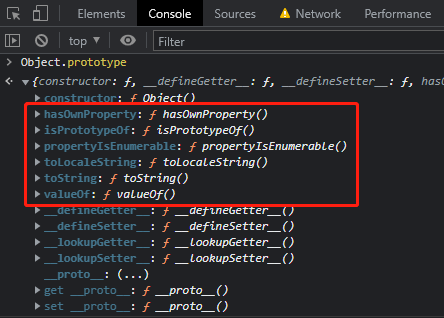 Elements Console Sources Network Perf
top Filter
> Object.prototype
{constructor: ƒ, __defineGetter__: ƒ, __defineSetter__: ƒ, has
constructor: ƒ Object()
hasOwnProperty: ƒ hasOwnProperty()
isPrototypeOf: ƒ isPrototypeOf()
propertyIsEnumerable: ƒ propertyIsEnumerable()
toLocaleString: ƒ toLocaleString()
toString: ƒ toString()
valueOf: ƒ valueOf()
__defineGetter__: ƒ __defineGetter__()
__defineSetter__: ƒ __defineSetter__()
__lookupGetter__: ƒ __lookupGetter__()
__lookupSetter__: ƒ __lookupSetter__()
__proto__: (...)
get __proto__: ƒ __proto__()
set __proto__: ƒ __proto__()